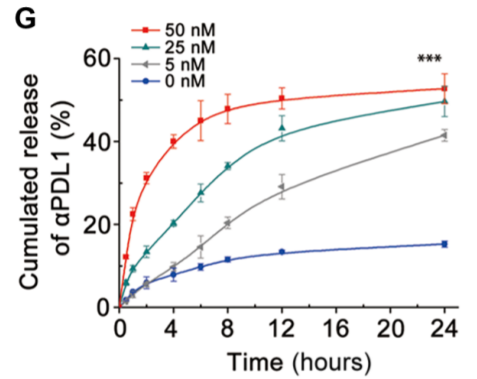 G
50 nM
25 nM
5 nM
0 nM
***
Cumulated release
of αPDL1 (%)
60
40
20
0
0 4 8 12 16 20 24
Time (hours)